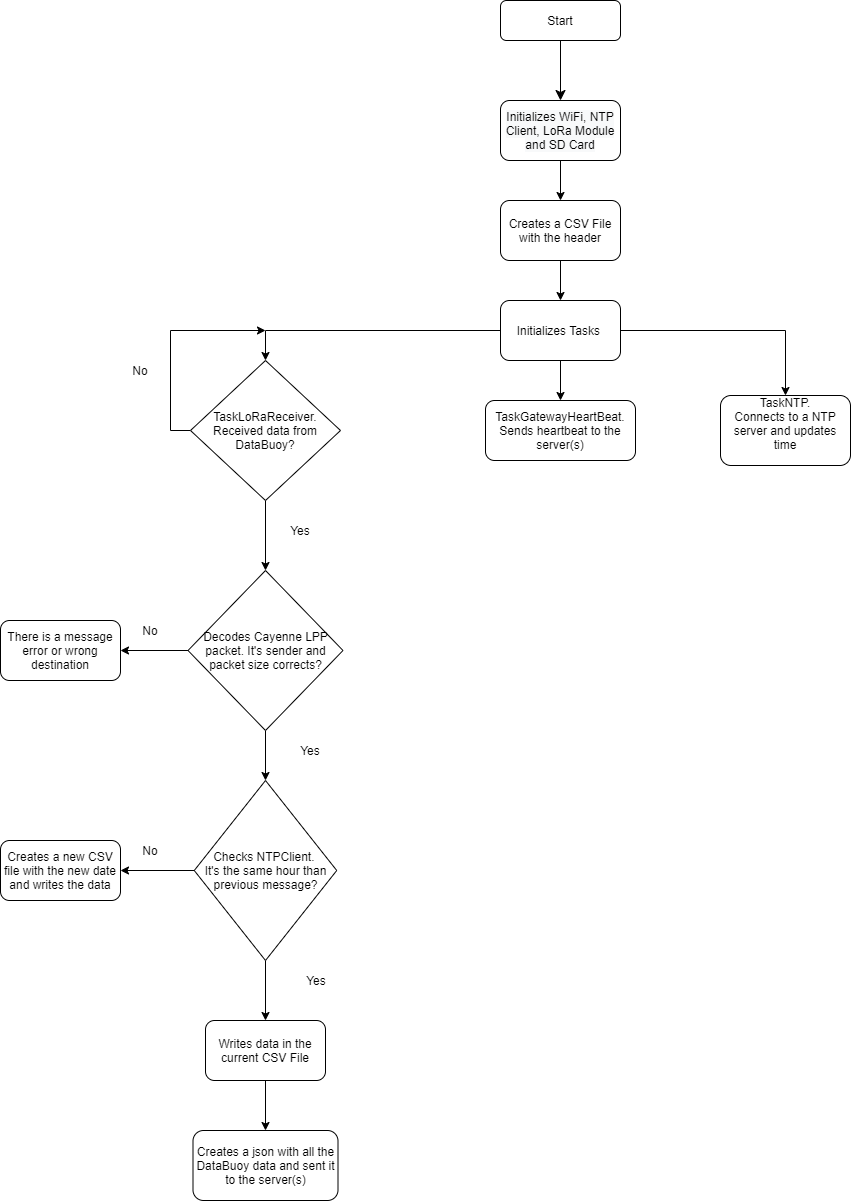 Start
Initializes WiFi, NTP
Client, LoRa Module
and SD Card
Creates a CSV File
with the header
Initializes Tasks
No
TaskLoRaReceiver.
Received data from
DataBuoy?
TaskGatewayHeartBeat.
Sends heartbeat to the
server(s)
TaskNTP.
Connects to a NTP
server and updates
time
Yes
Decodes Cayenne LPP
packet. It's sender and
packet size corrects?
No
There is a message
error or wrong
destination
Yes
Checks NTPClient.
It's the same hour than
previous message?
No
Creates a new CSV
file with the new date
and writes the data
Yes
Writes data in the
current CSV File
Creates a json with all the
DataBuoy data and sent it
to the server(s)